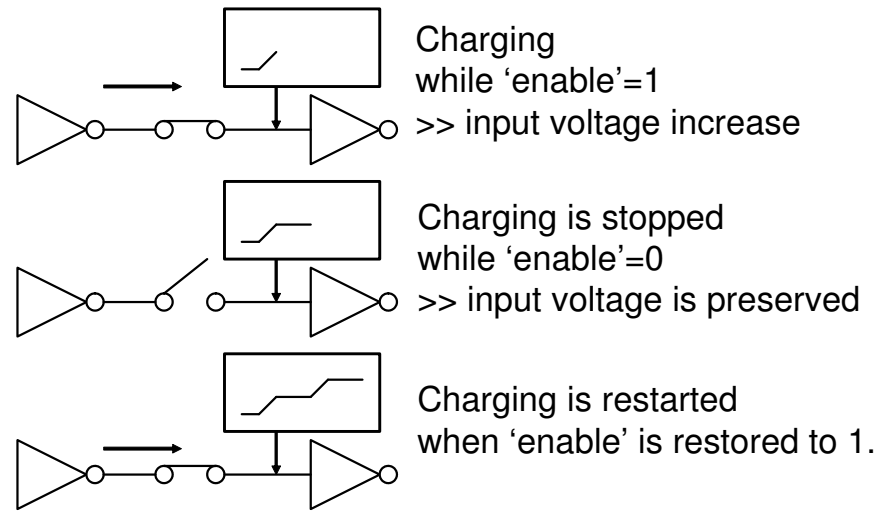 Charging
while ‘enable’=1
>> input voltage increase
Charging is stopped
while ‘enable’=0
>> input voltage is preserved
Charging is restarted
when ‘enable’ is restored to 1.